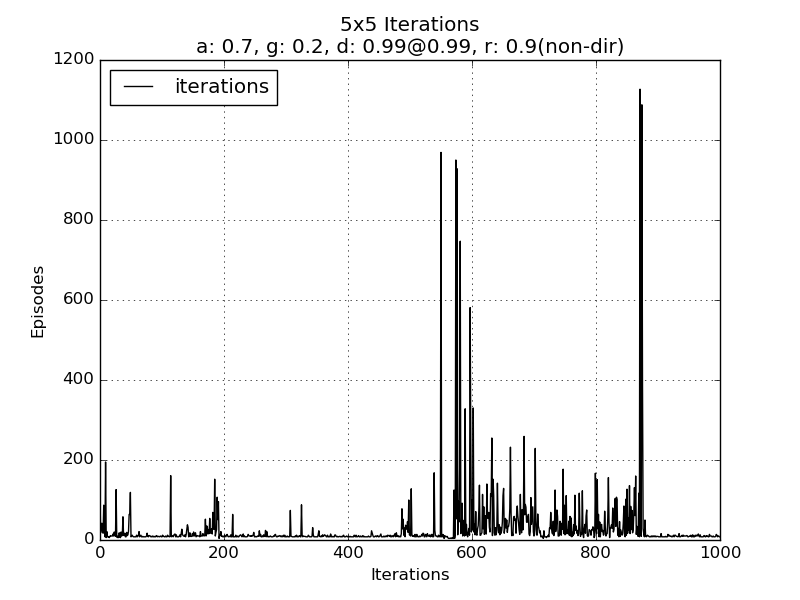 5x5 Iterations
a: 0.7, g: 0.2, d: 0.99@0.99, r: 0.9(non-dir)
1200
iterations
1000
800
600
400
200
0
Episodes
0 200 400 600 800 1000
Iterations